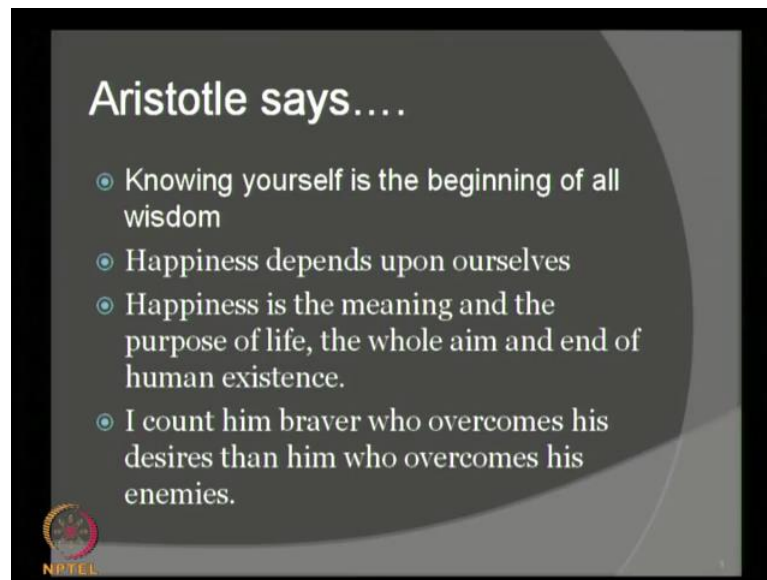 Aristotle says....
Knowing yourself is the beginning of all
wisdom
Happiness depends upon ourselves
Happiness is the meaning and the
purpose of life, the whole aim and end of
human existence.
I count him braver who overcomes his
desires than him who overcomes his
enemies.
NPTEL